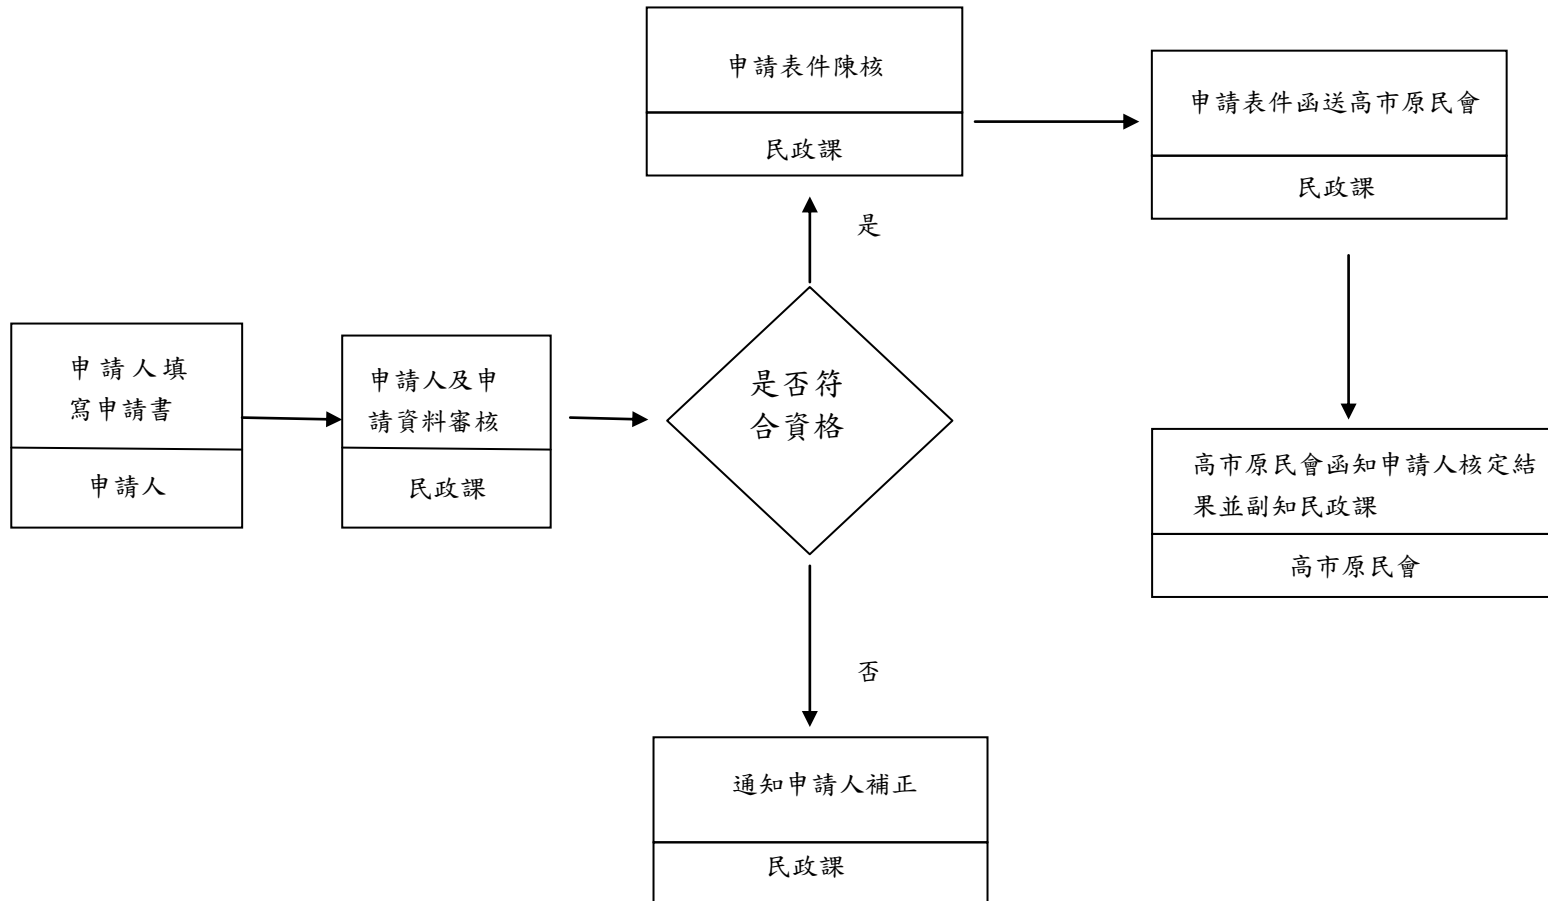 申請人填
寫申請書
申請人
申請人及申
請資料審核
民政課
是否符
合資格
是
申請表件陳核
民政課
申請表件函送高市原民會
民政課
高市原民會函知申請人核定結
果並副知民政課
高市原民會
否
通知申請人補正
民政課